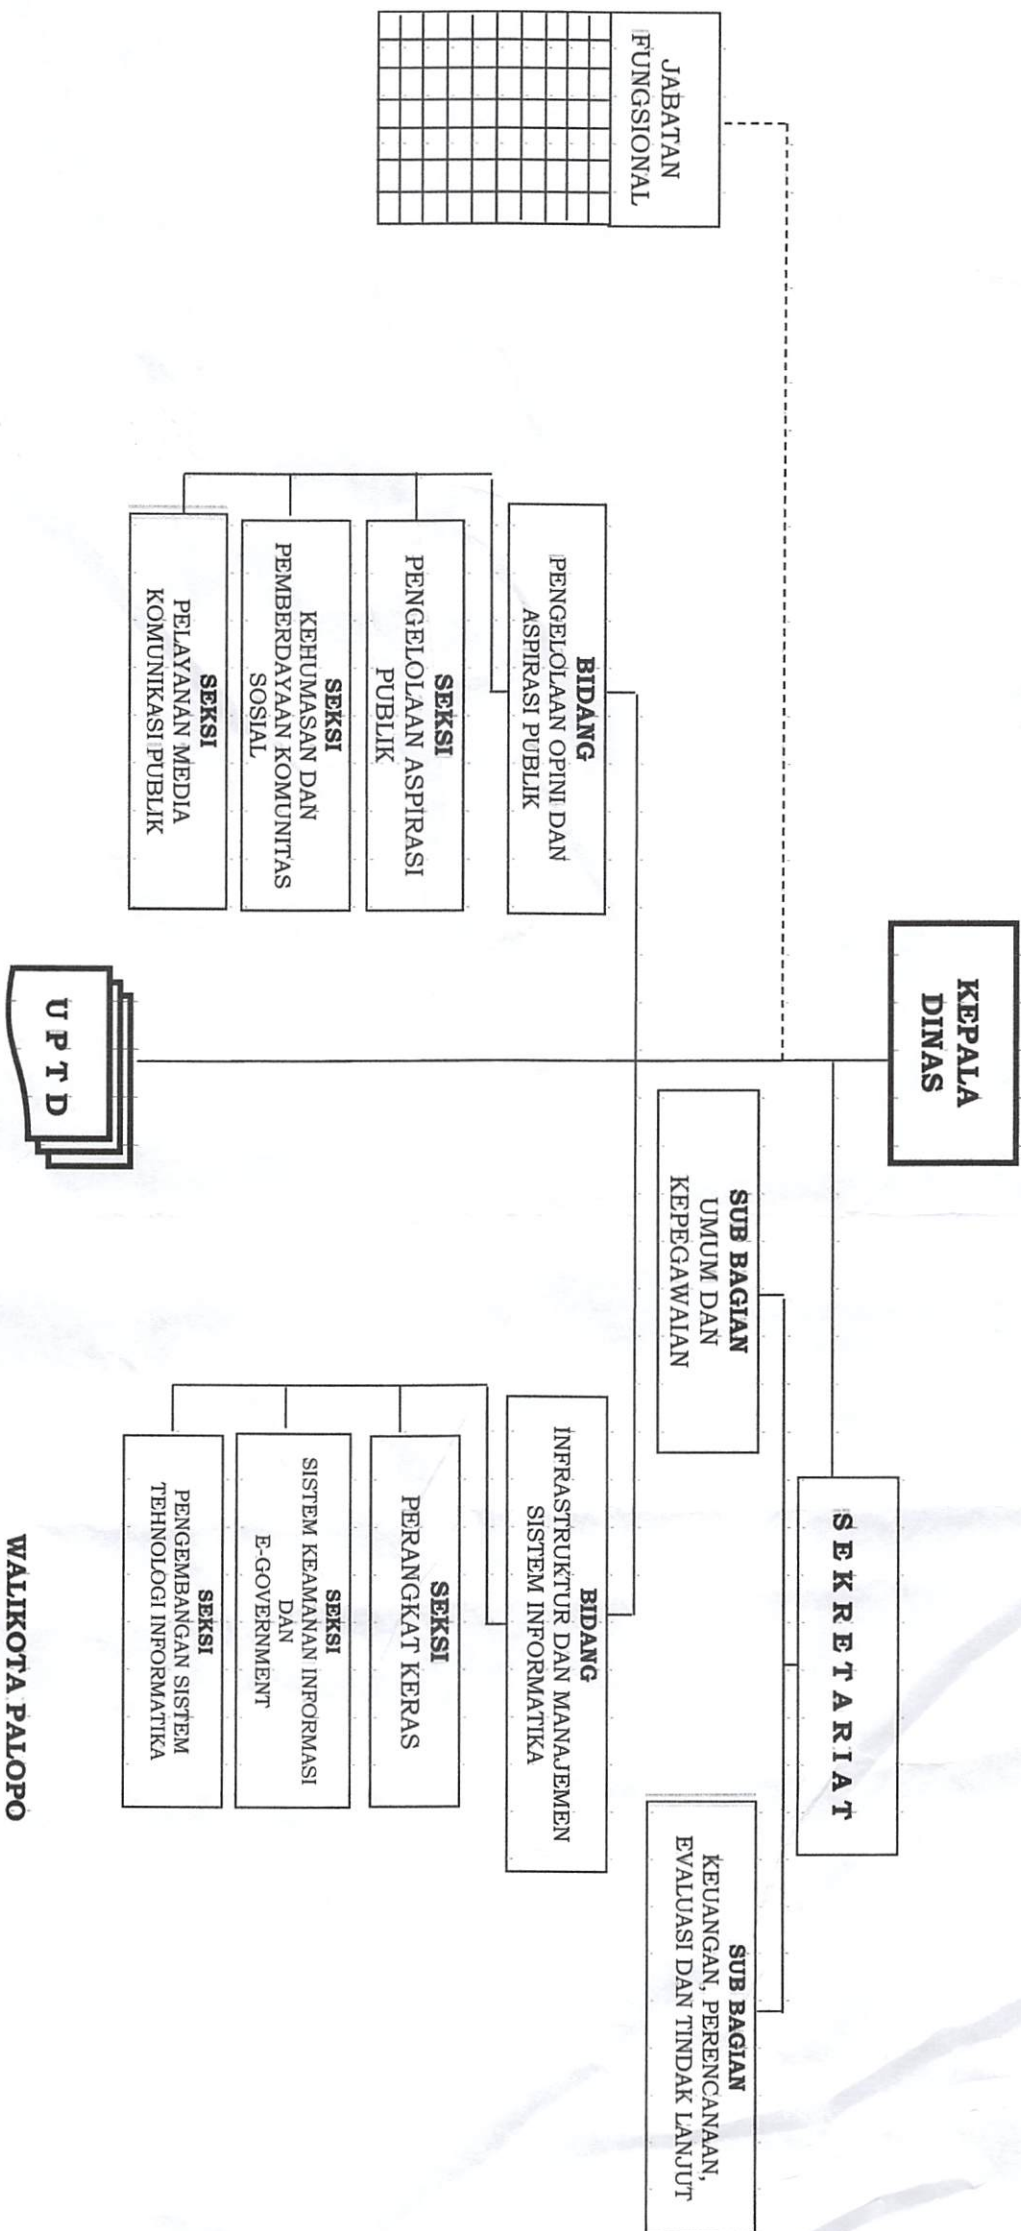 KEPALA
DINAS
JABATAN
FUNGSIONAL
S E K R E T A R I A T
SUB BAGIAN
UMUM DAN
KEPEGAWAIAN
SUB BAGIAN
KEUANGAN, PERENCANAAN,
EVALUASI DAN TINDAK LANJUT
BIDANG
PENGELOLAAN OPINI DAN
ASPIRASI PUBLIK
SEKSI
PENGELOLAAN ASPIRASI
PUBLIK
SEKSI
KEHUMASAN DAN
PEMBERDAYAAN KOMUNITAS
SOSIAL
SEKSI
PELAYANAN MEDIA
KOMUNIKASI PUBLIK
BIDANG
INFRASTRUKTUR DAN MANAJEMEN
SISTEM INFORMATIKA
SEKSI
PERANGKAT KERAS
SEKSI
SISTEM KEAMANAN INFORMASI
DAN
E-GOVERNMENT
SEKSI
PENGEMBANGAN SISTEM
TEHNOLOGI INFORMATIKA
U P T D
WALIKOTA PALOPO